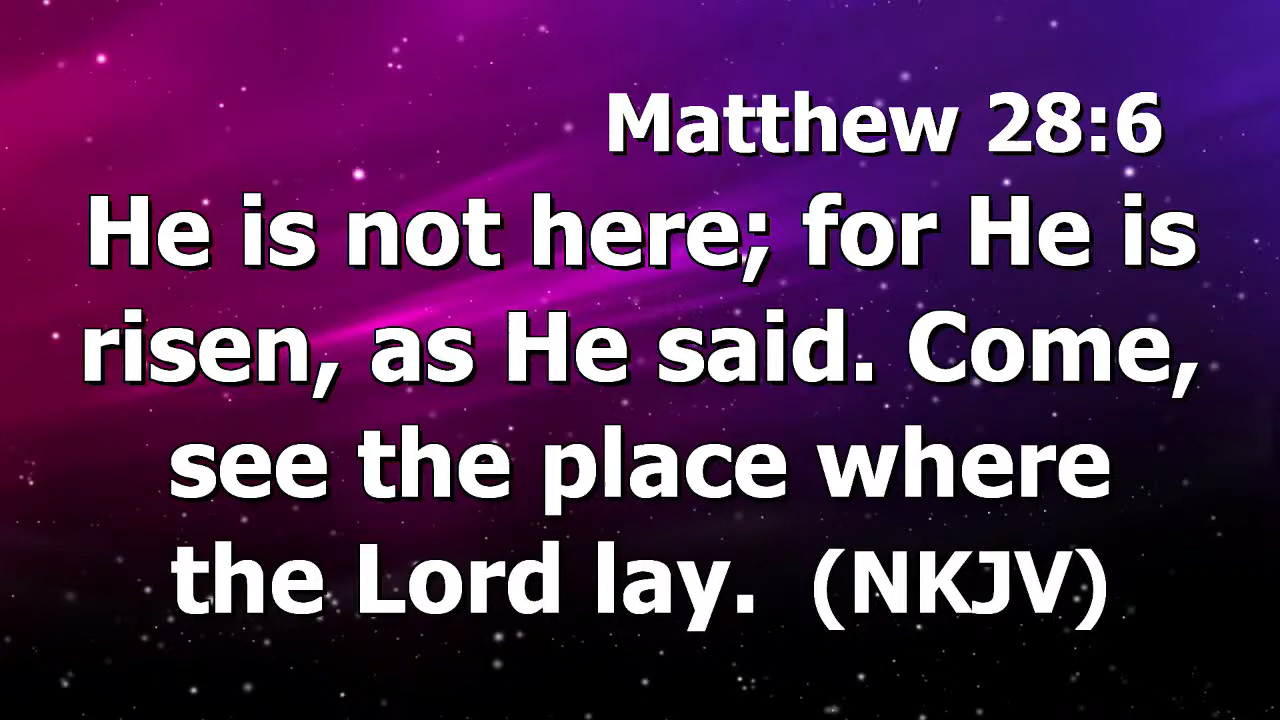 Matthew 28:6
He is not here; for He is
risen, as He said. Come,
see the place where
the Lord lay.  (NKJV)